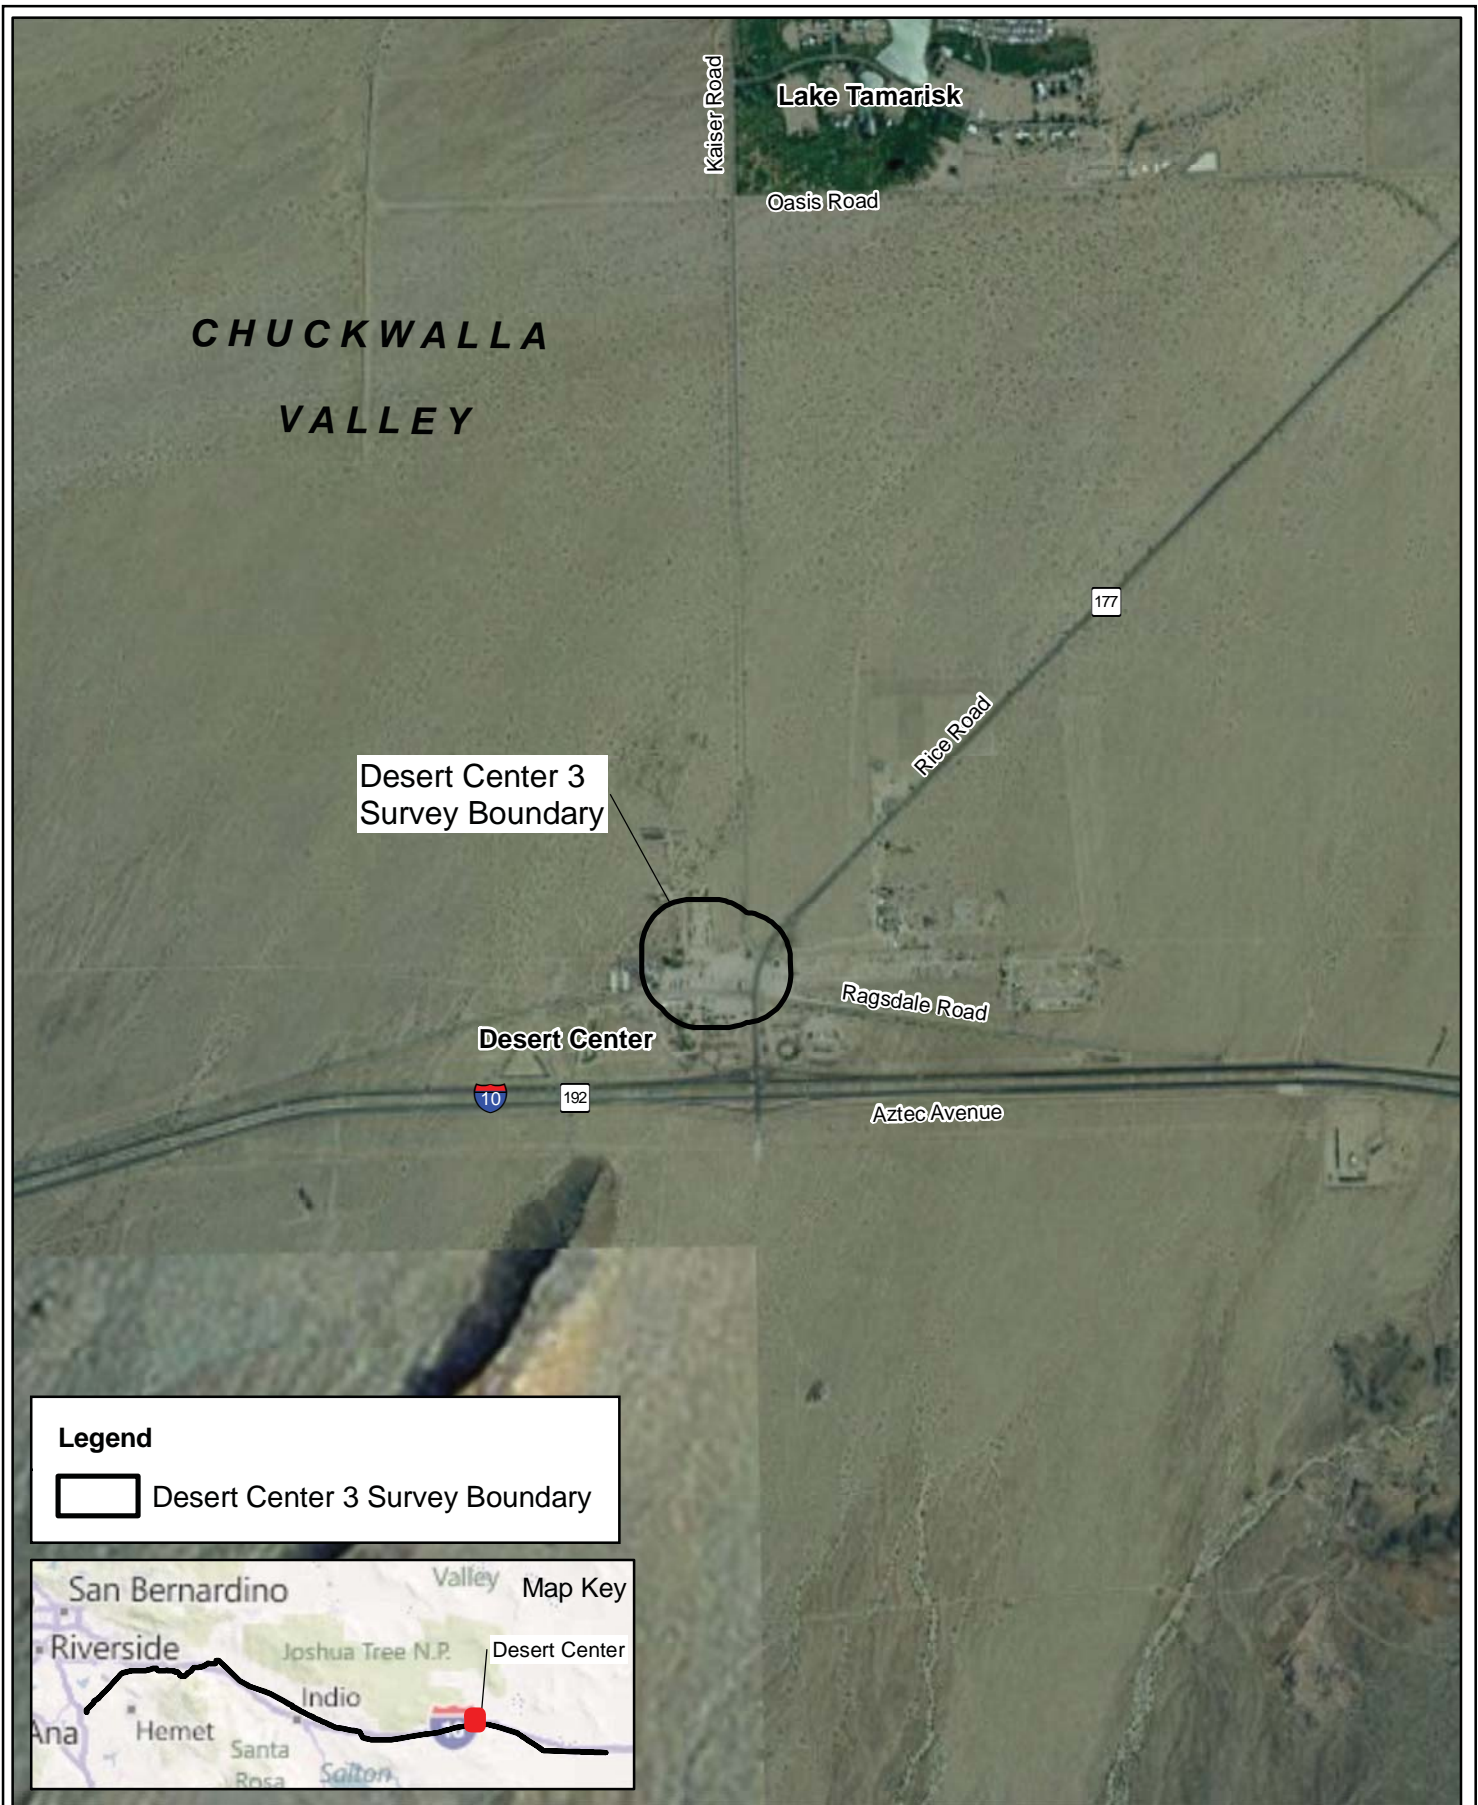 Lake Tamarisk
Kaiser Road
Oasis Road
CHUCKWALLA
VALLEY
177
Rice Road
Desert Center 3
Survey Boundary
Ragsdale Road
Desert Center
10
192
Aztec Avenue
Legend
Desert Center 3 Survey Boundary
Valley
Map Key
San Bernardino
Riverside
Joshua Tree N.P.
Desert Center
Indio
Ana
Hemet
Santa
Rosa
Salton